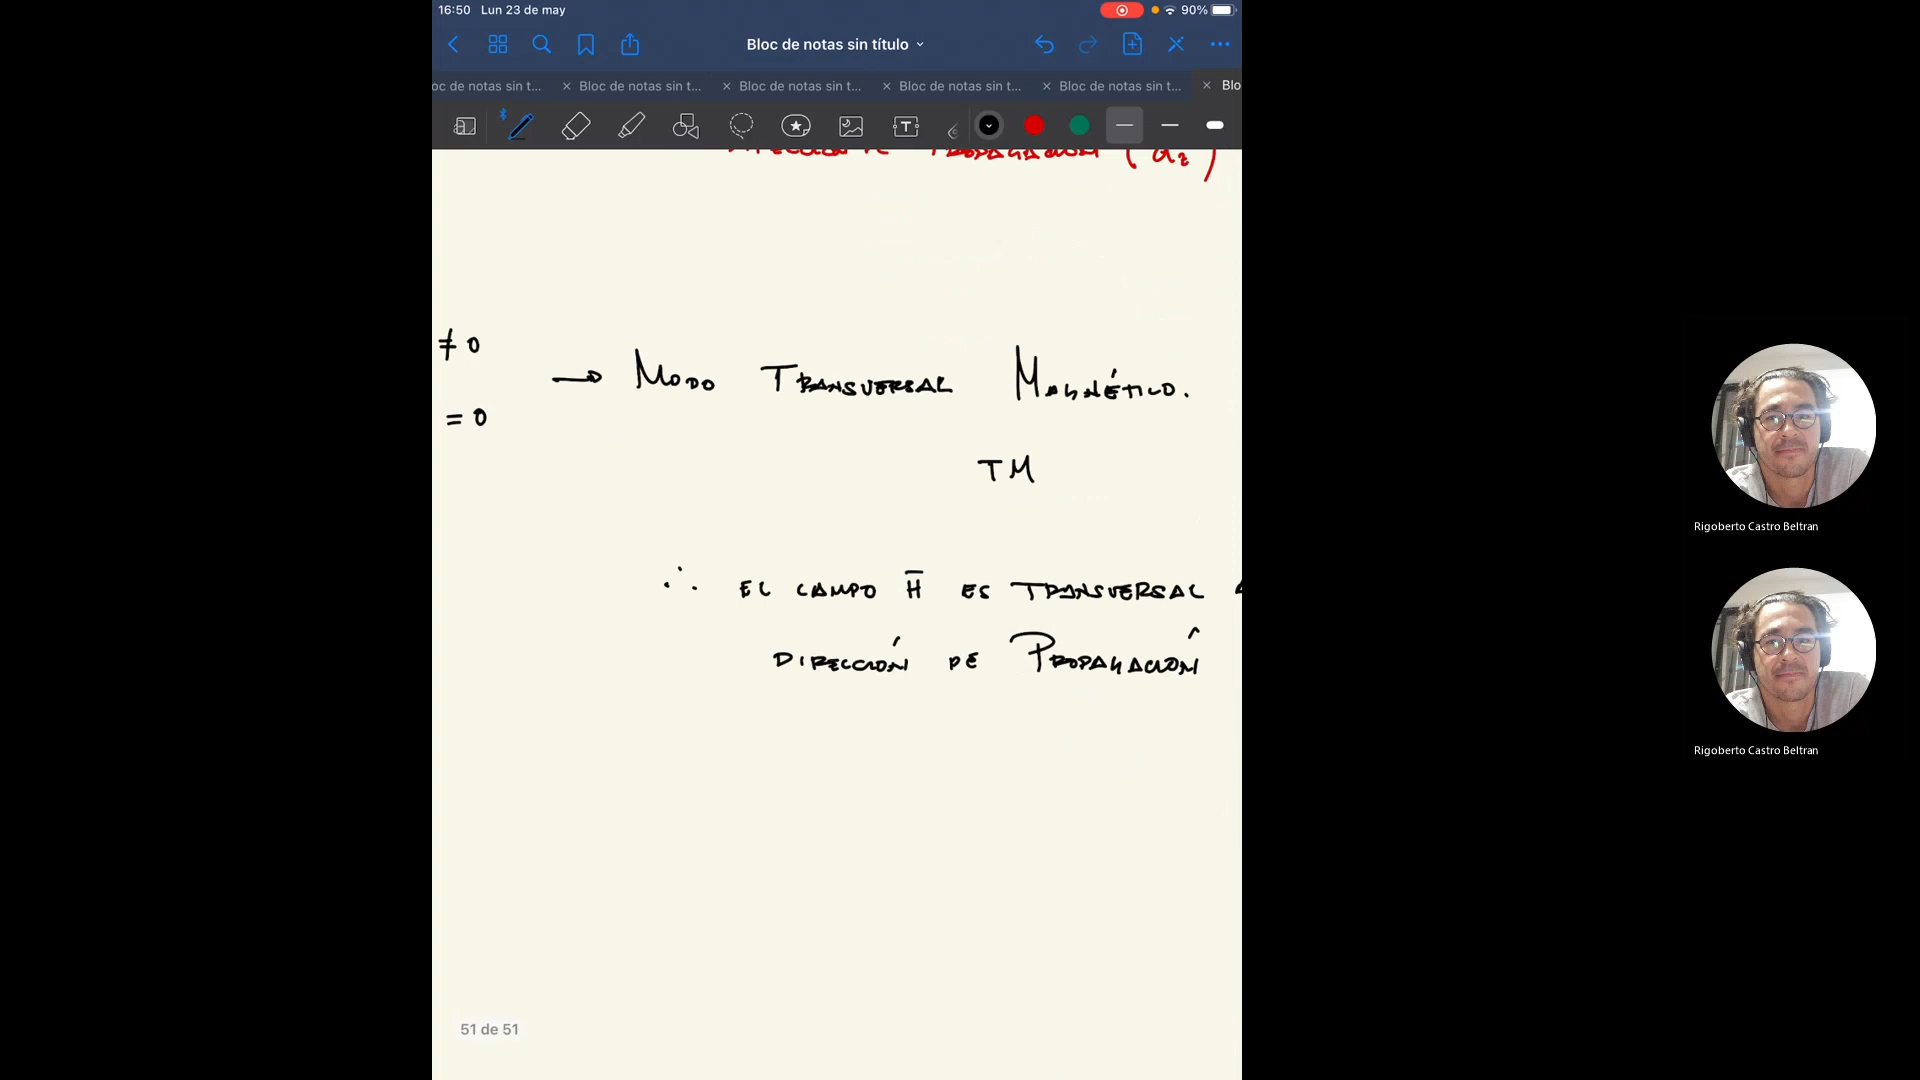 16:50 Lun 23 de may 90%
Bloc de notas sin título
oc de notas sin t... Bloc de notas sin t... Bloc de notas sin t... Bloc de notas sin t... Bloc de notas sin t... Blo
Propagación (az)
≠ 0
→ Modo Transversal Magnético.
= 0
TM
∴ El campo H̅ es transversal
Dirección de Propagación
51 de 51
Rigoberto Castro Beltran
Rigoberto Castro Beltran